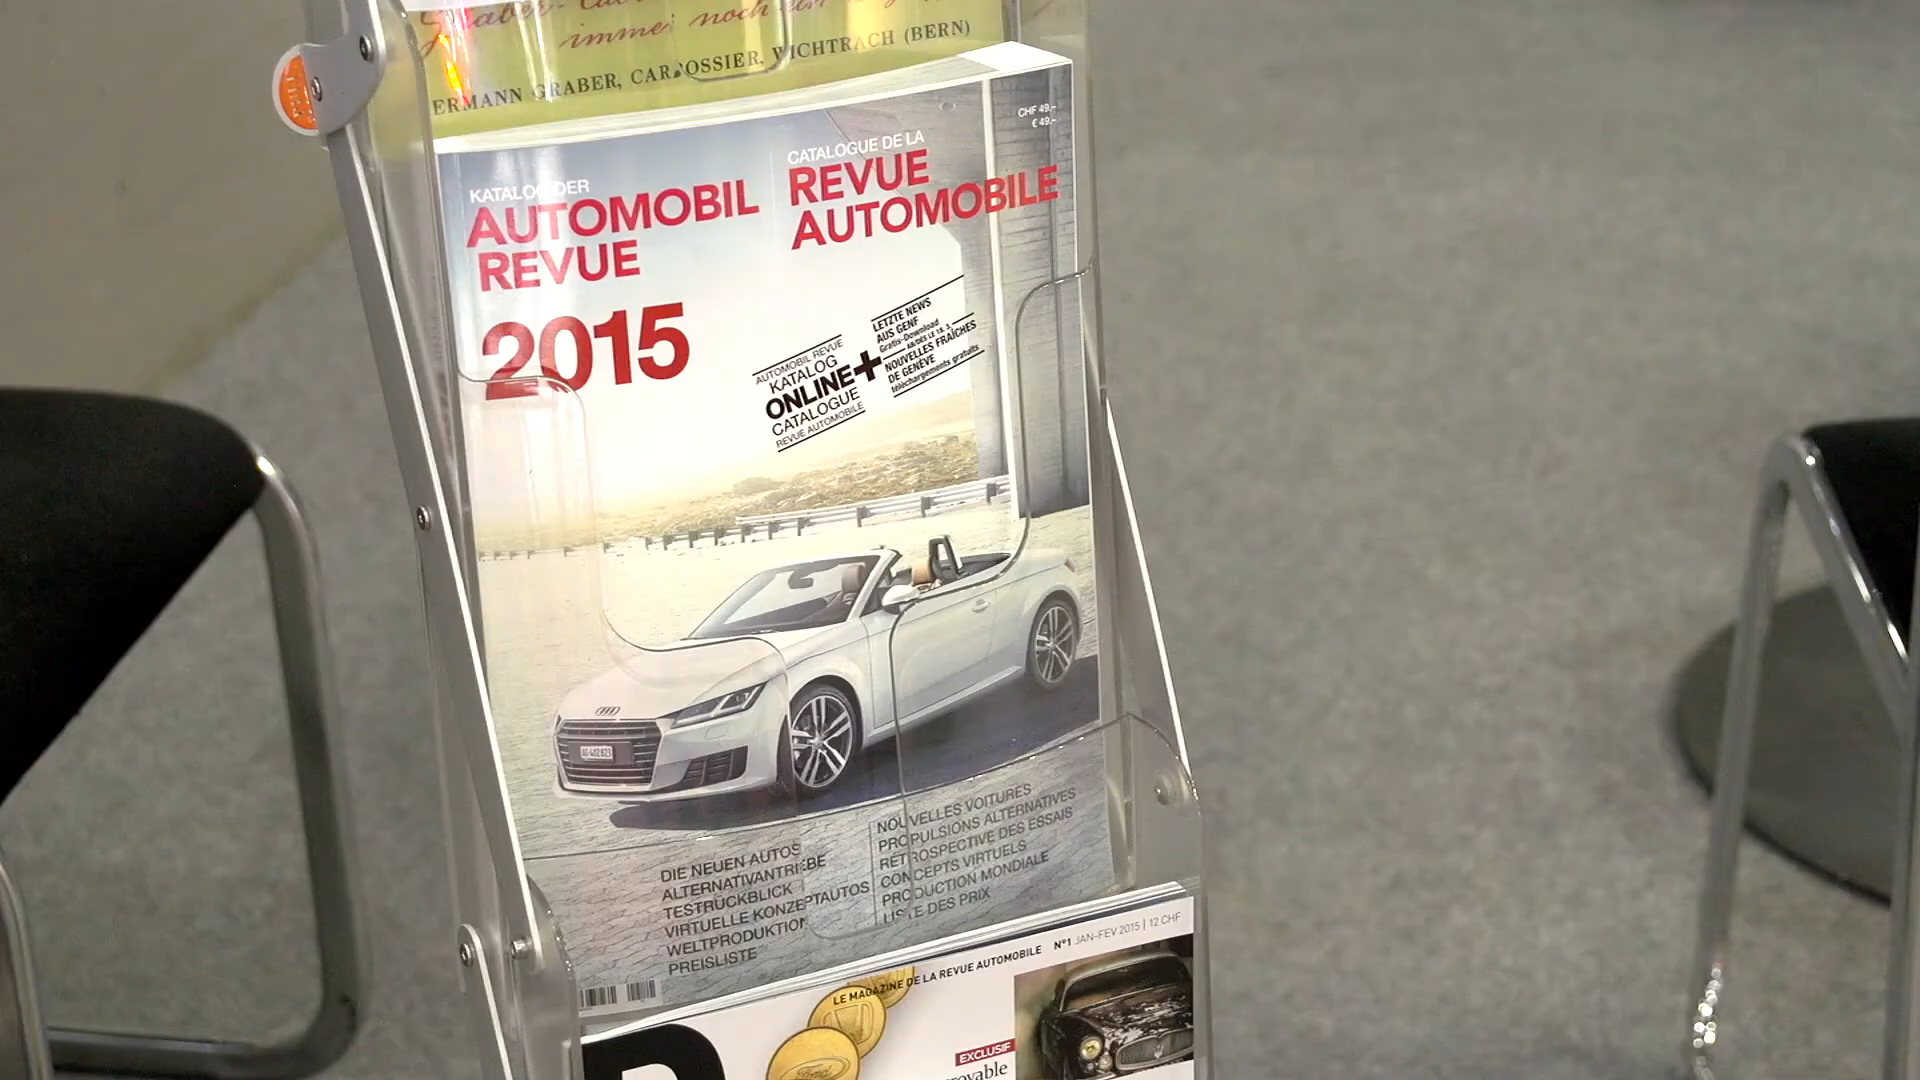 imme noch ein
ERMANN GRABER, CARROSSIER, WICHTRACH (BERN)
CHF 49.–
€ 49.–
KATALOG DER
AUTOMOBIL
REVUE
2015
CATALOGUE DE LA
REVUE
AUTOMOBILE
AUTOMOBIL REVUE
KATALOG
ONLINE+
CATALOGUE
REVUE AUTOMOBILE
LETZTE NEWS
AUS GENF
Gratis-Download
NOUVELLES FRAÎCHES
DE GENÈVE
téléchargements gratuits
DIE NEUEN AUTOS
ALTERNATIVANTRIEBE
TESTRÜCKBLICK
VIRTUELLE KONZEPTAUTOS
WELTPRODUKTION
PREISLISTE
NOUVELLES VOITURES
PROPULSIONS ALTERNATIVES
RÉTROSPECTIVE DES ESSAIS
CONCEPTS VIRTUELS
PRODUCTION MONDIALE
LISTE DES PRIX
LE MAGAZINE DE LA REVUE AUTOMOBILE N°1 JAN–FEV 2015 | 12 CHF
EXCLUSIF
Ford